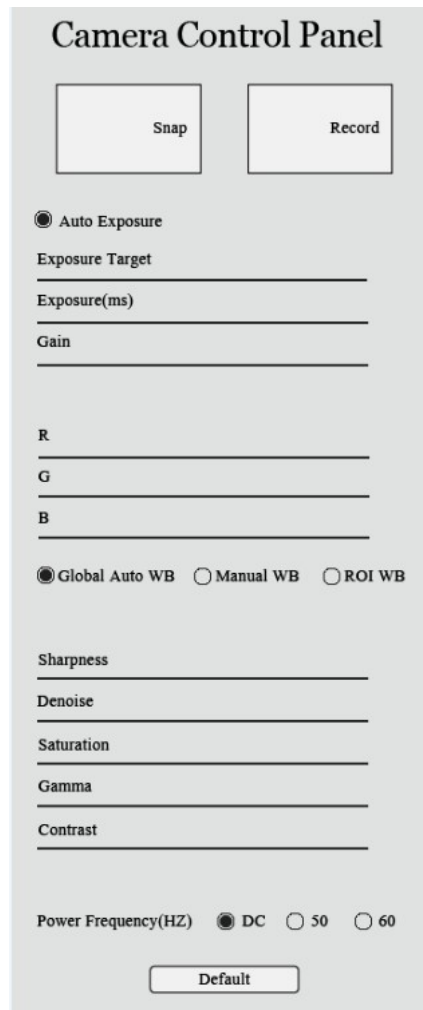 Camera Control Panel
Snap Record
Auto Exposure
Exposure Target
Exposure(ms)
Gain
R
G
B
Global Auto WB Manual WB ROI WB
Sharpness
Denoise
Saturation
Gamma
Contrast
Power Frequency(HZ) DC 50 60
Default